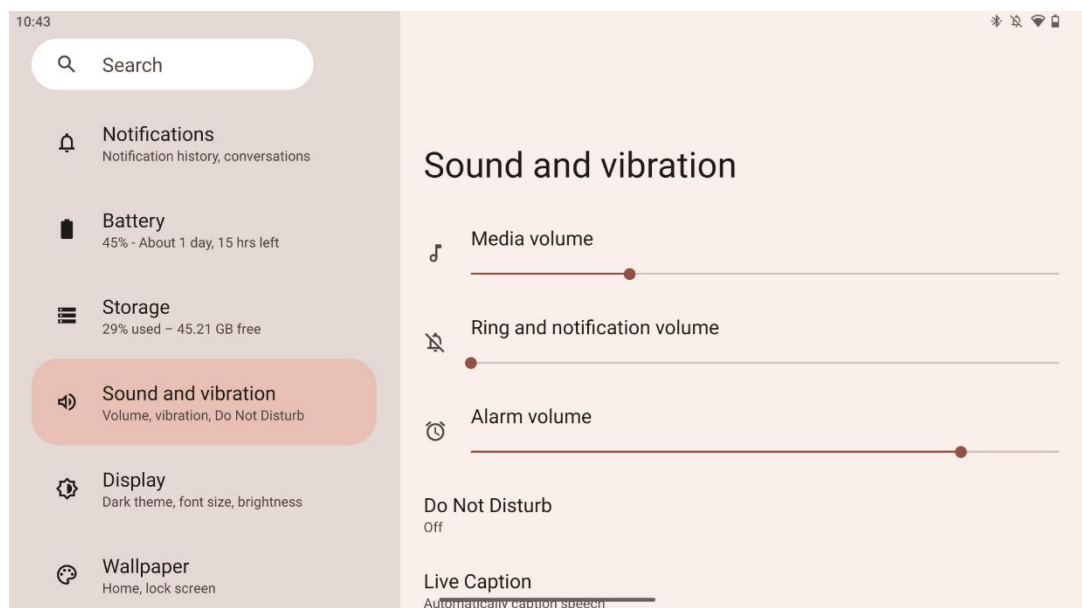 10:43
Search
Notifications
Notification history, conversations
Battery
45% - About 1 day, 15 hrs left
Storage
29% used – 45.21 GB free
Sound and vibration
Volume, vibration, Do Not Disturb
Display
Dark theme, font size, brightness
Wallpaper
Home, lock screen
Sound and vibration
Media volume
Ring and notification volume
Alarm volume
Do Not Disturb
Off
Live Caption
Automatically caption speech